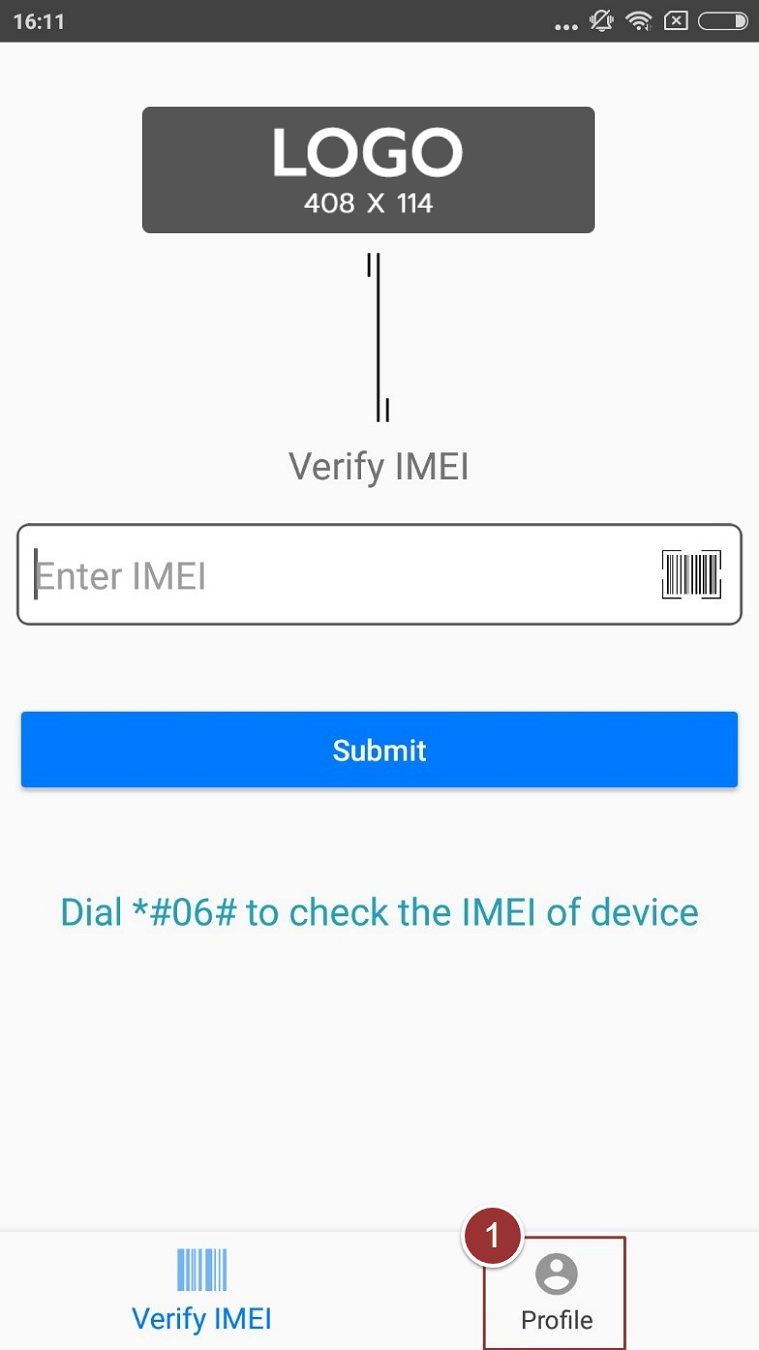 16:11
LOGO
408 X 114
Verify IMEI
Enter IMEI
Submit
Dial *#06# to check the IMEI of device
1
Verify IMEI
Profile